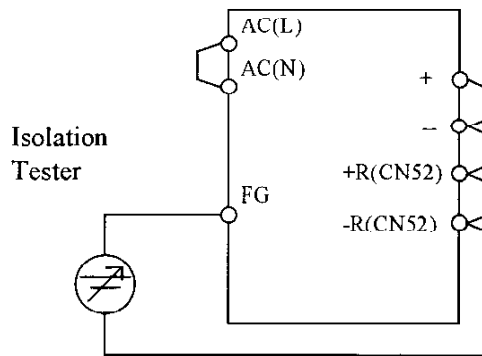 AC(L)
AC(N)
+
Isolation
Tester
–
+R(CN52)
FG
-R(CN52)